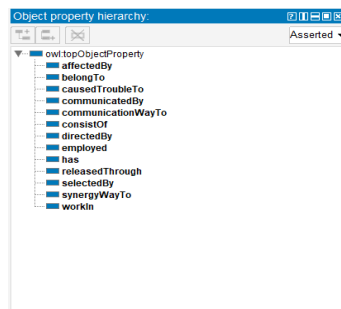 Object property hierarchy:
Asserted
owl:topObjectProperty
affectedBy
belongTo
causedTroubleTo
communicatedBy
communicationWayTo
consistOf
directedBy
employed
has
releasedThrough
selectedBy
synergyWayTo
workIn